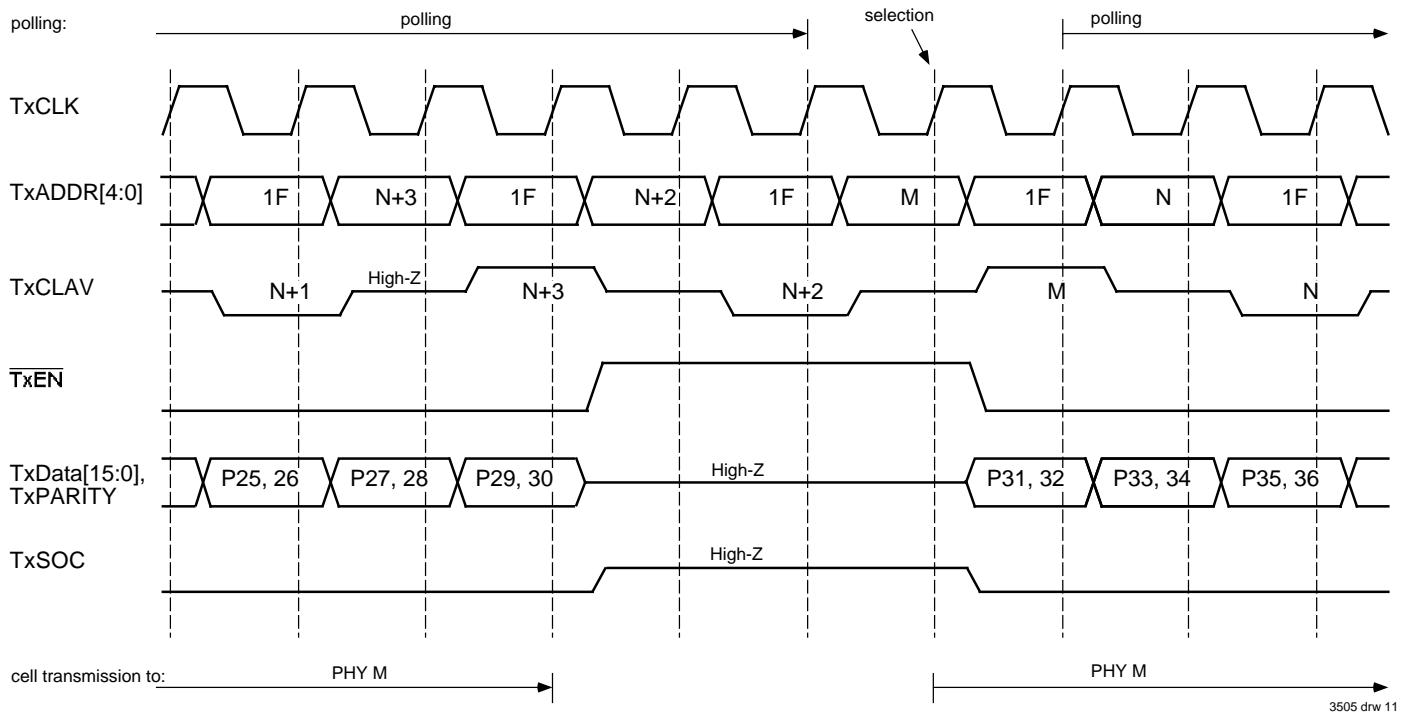 polling: polling selection polling
TxCLK
TxADDR[4:0] 1F N+3 1F N+2 1F M 1F N 1F
TxCLAV N+1 High-Z N+3 N+2 M N
TxEN
TxData[15:0], TxPARITY P25, 26 P27, 28 P29, 30 High-Z P31, 32 P33, 34 P35, 36
TxSOC High-Z
cell transmission to: PHY M PHY M
3505 drw 11